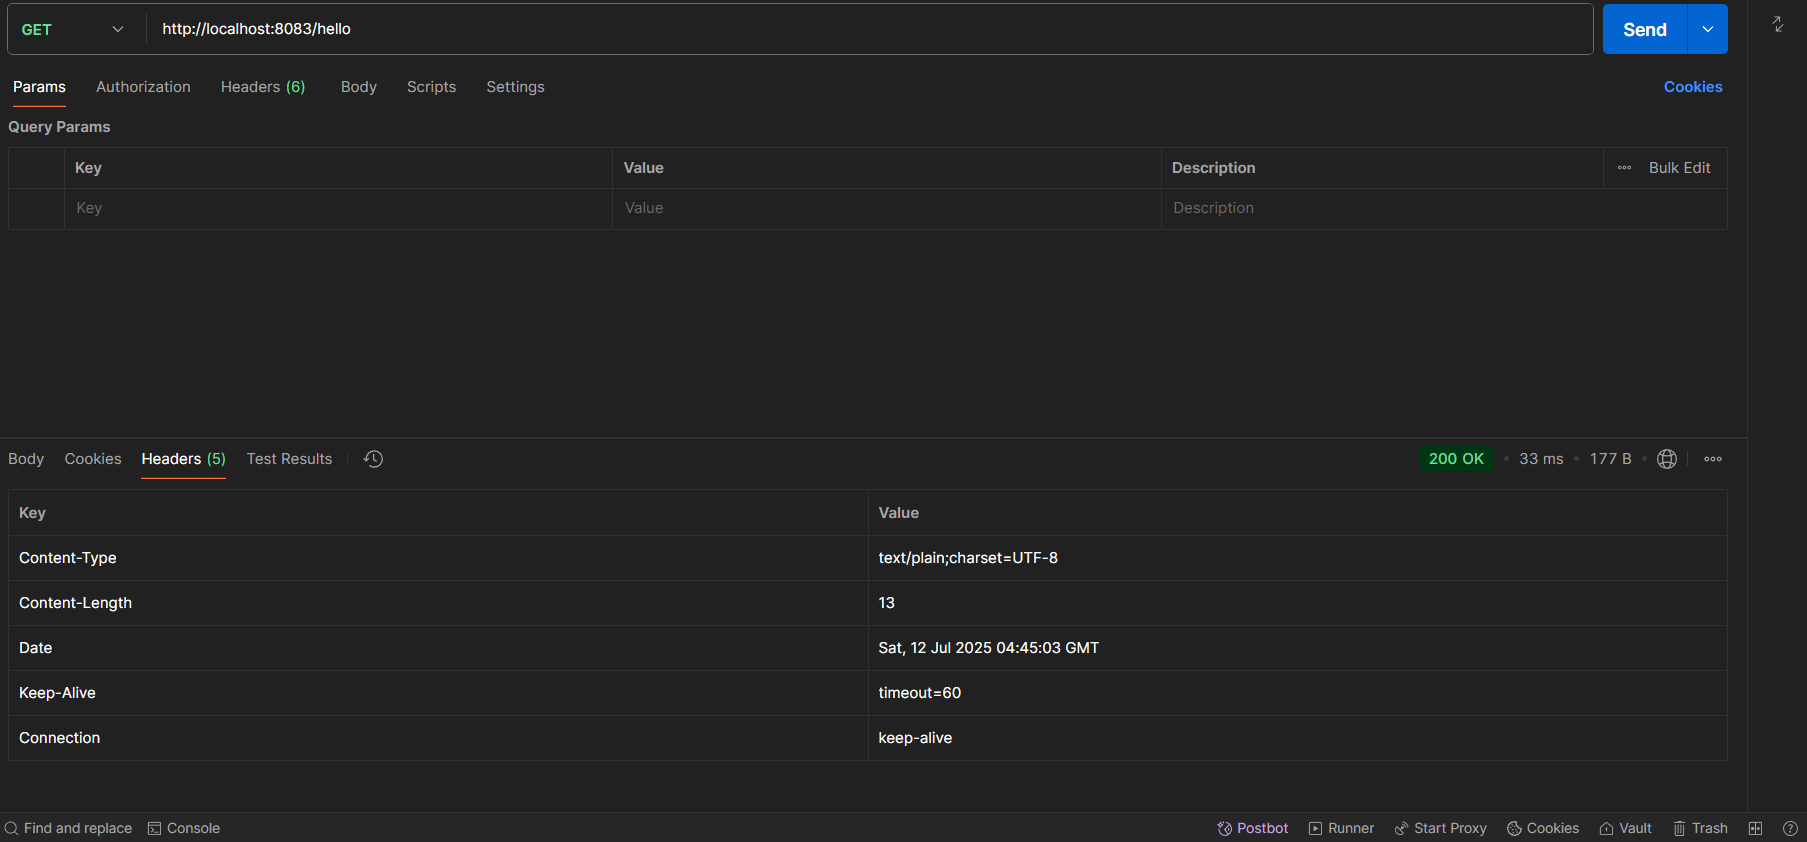 GET http://localhost:8083/hello Send
Params Authorization Headers (6) Body Scripts Settings Cookies
Query Params
Key Value Description Bulk Edit
Key Value Description
Body Cookies Headers (5) Test Results 200 OK • 33 ms • 177 B •
Key Value
Content-Type text/plain;charset=UTF-8
Content-Length 13
Date Sat, 12 Jul 2025 04:45:03 GMT
Keep-Alive timeout=60
Connection keep-alive
Find and replace Console Postbot Runner Start Proxy Cookies Vault Trash